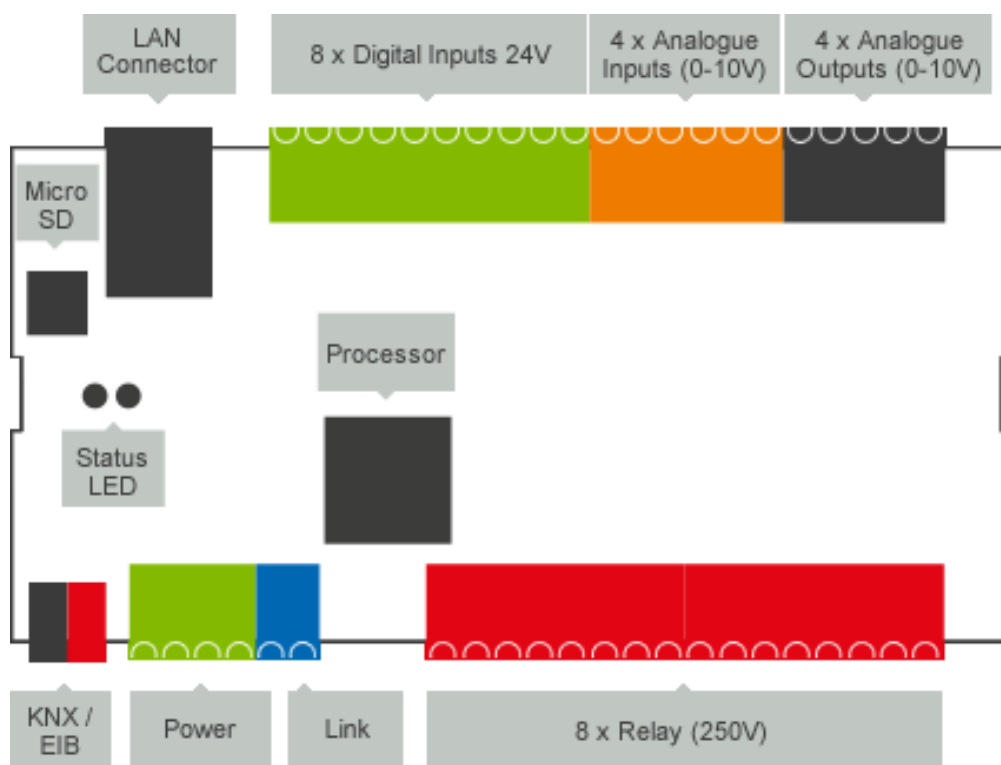 LAN
Connector
8 x Digital Inputs 24V
4 x Analogue
Inputs (0-10V)
4 x Analogue
Outputs (0-10V)
Micro
SD
Processor
Status
LED
KNX /
EIB
Power
Link
8 x Relay (250V)